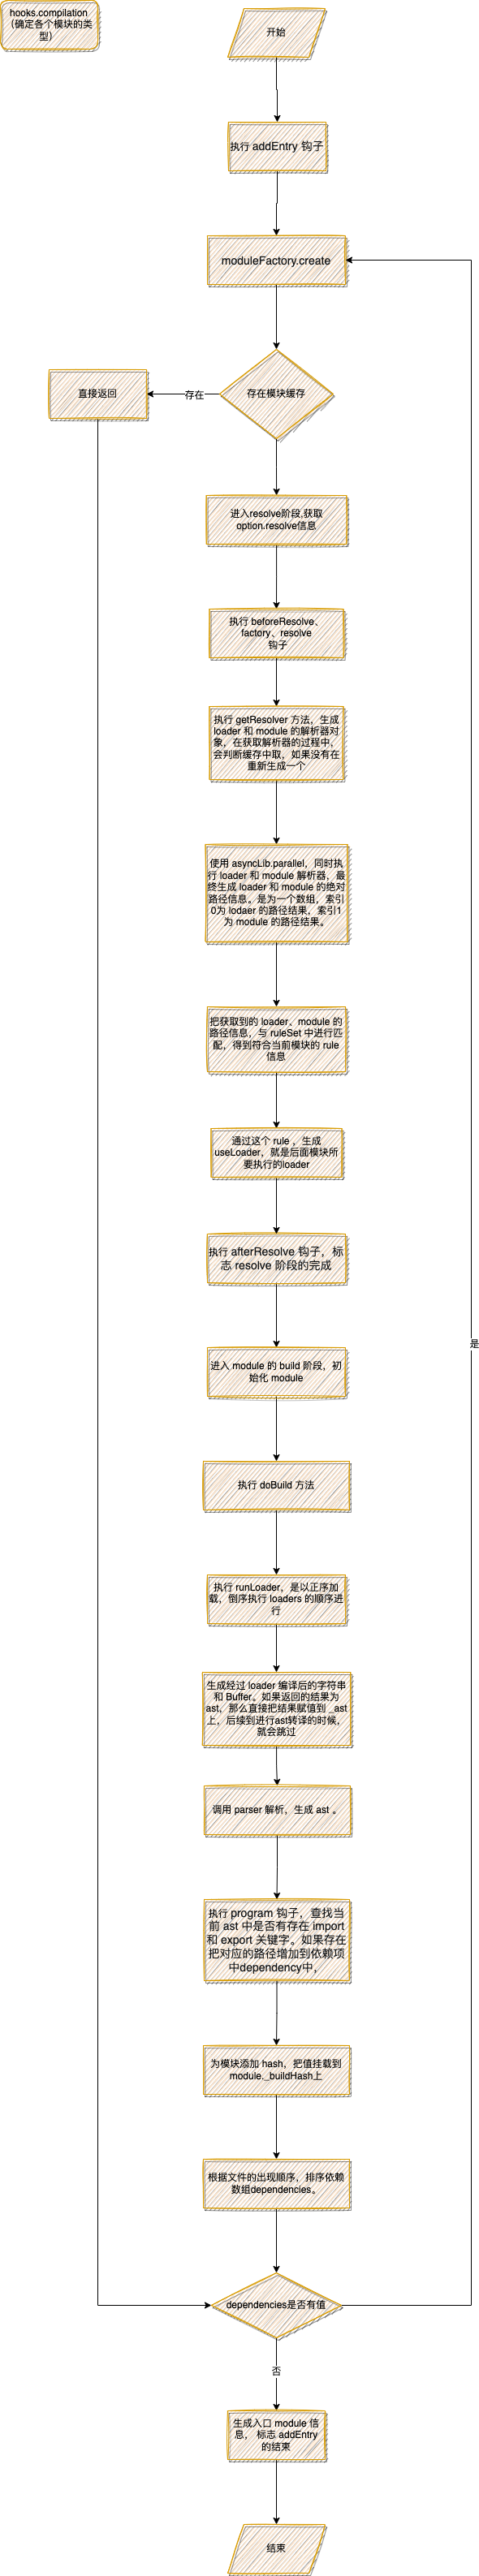 hooks.compilation
（确定各个模块的类
型）
开始
执行 addEntry 钩子
moduleFactory.create
存在模块缓存
存在
直接返回
进入resolve阶段,获取
option.resolve信息
执行 beforeResolve、
factory、resolve
钩子
执行 getResolver 方法，生成
loader 和 module 的解析器对
象，在获取解析器的过程中，
会判断缓存中取，如果没有在
重新生成一个
使用 asyncLib.parallel，同时执
行 loader 和 module 解析器，最
终生成 loader 和 module 的绝对
路径信息。是为一个数组，索引
0为 lodaer 的路径结果，索引1
为 module 的路径结果。
把获取到的 loader、module 的
路径信息，与 ruleSet 中进行匹
配，得到符合当前模块的 rule
信息
通过这个 rule ，生成
useLoader，就是后面模块所
要执行的loader
执行 afterResolve 钩子，标
志 resolve 阶段的完成
是
进入 module 的 build 阶段，初
始化 module
执行 doBuild 方法
执行 runLoader，是以正序加
载，倒序执行 loaders 的顺序进
行
生成经过 loader 编译后的字符串
和 Buffer。如果返回的结果为
ast，那么直接把结果赋值到 _ast
上，后续到进行ast转译的时候，
就会跳过
调用 parser 解析，生成 ast 。
执行 program 钩子，查找当
前 ast 中是否有存在 import
和 export 关键字。如果存在
把对应的路径增加到依赖项
中dependency中，
为模块添加 hash，把值挂载到
module._buildHash上
根据文件的出现顺序，排序依赖
数组dependencies。
dependencies是否有值
否
生成入口 module 信
息， 标志 addEntry
的结束
结束